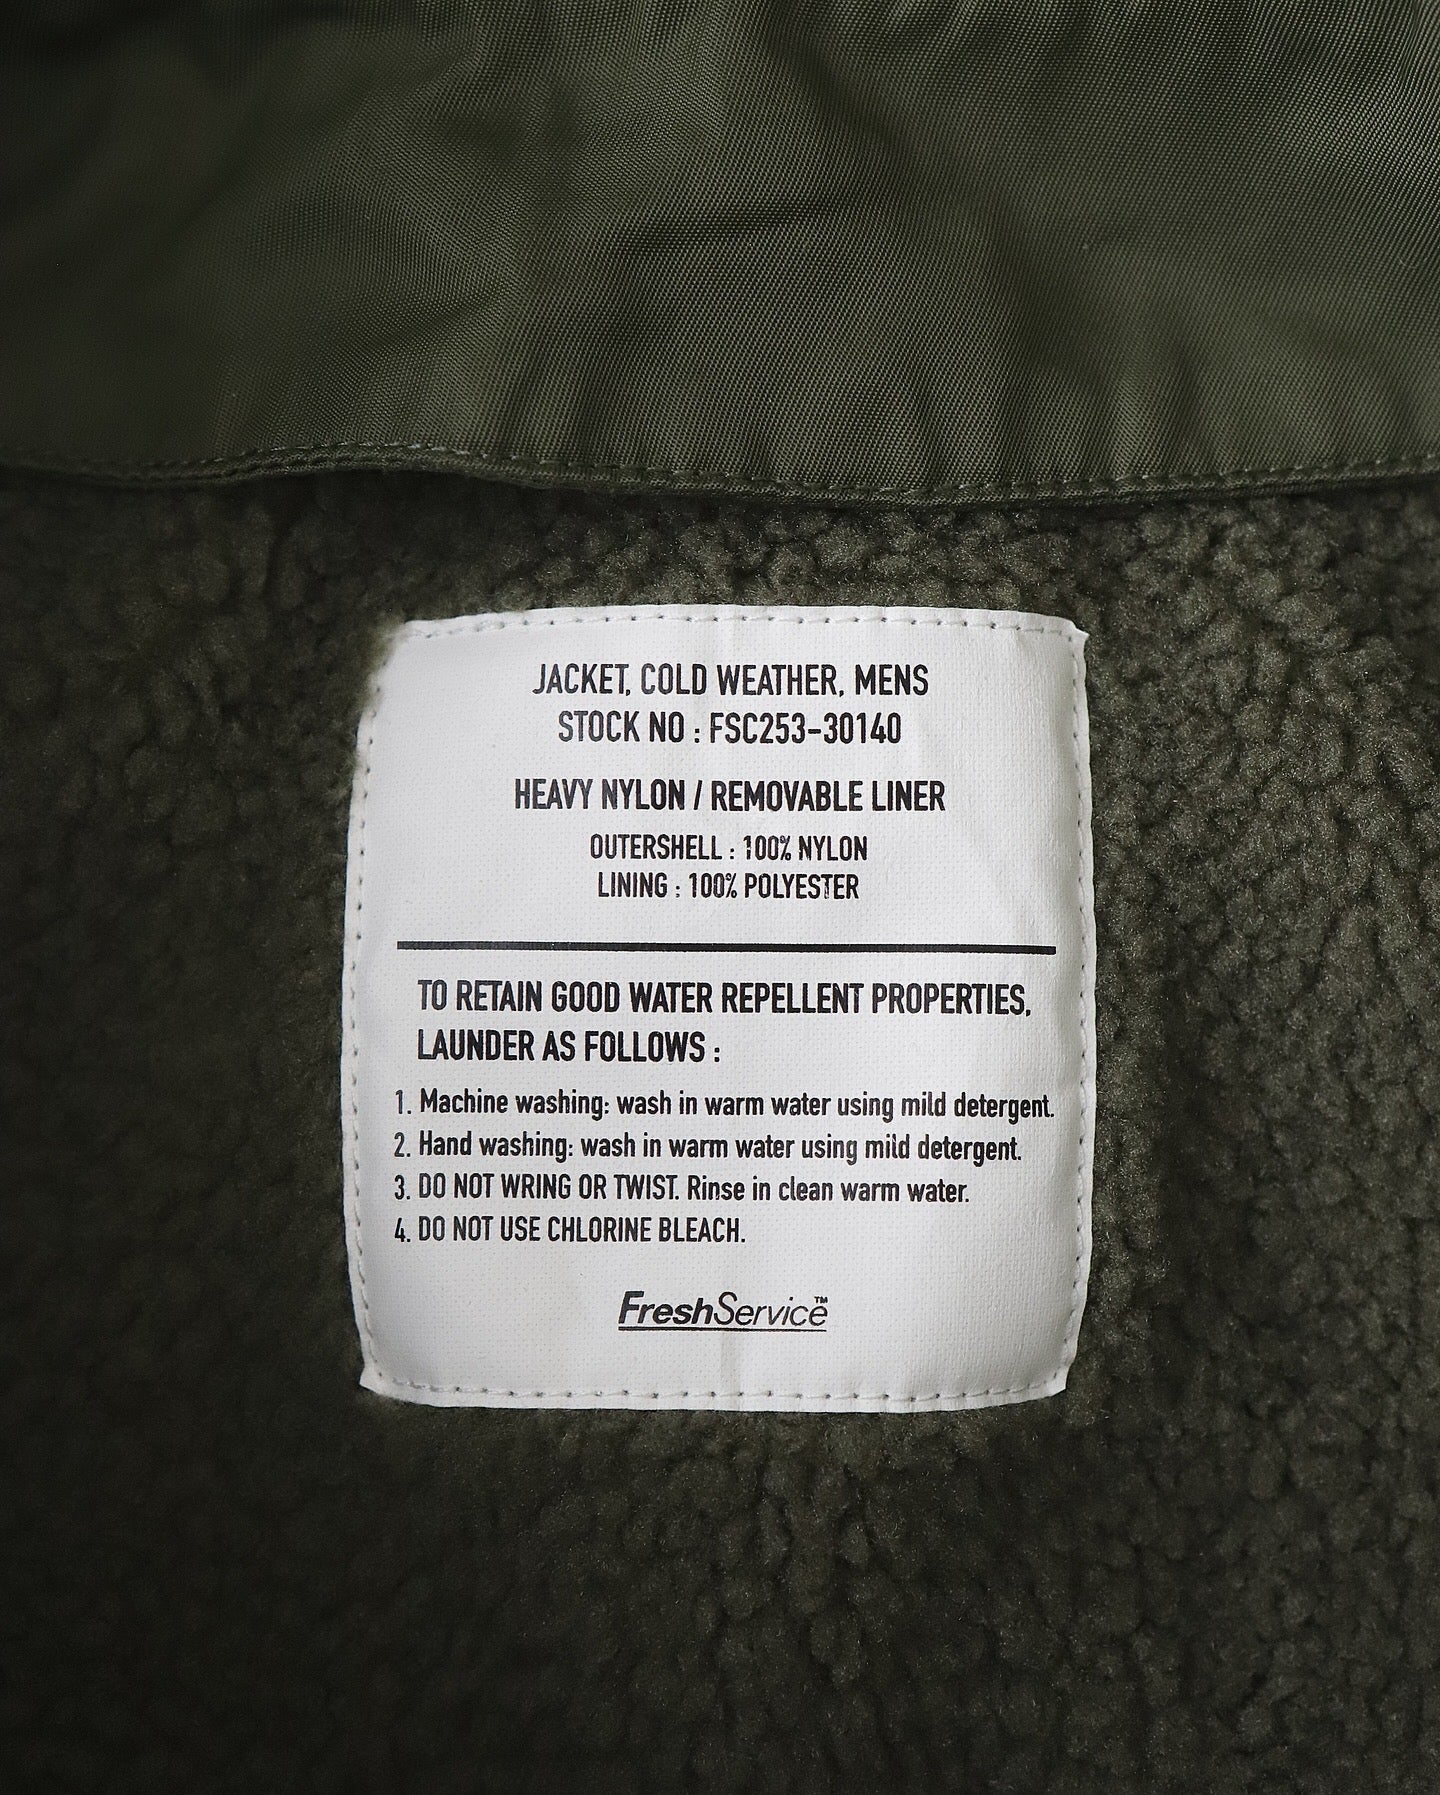 JACKET, COLD WEATHER, MENS
STOCK NO : FSC253-30140
HEAVY NYLON / REMOVABLE LINER
OUTERSHELL : 100% NYLON
LINING : 100% POLYESTER
TO RETAIN GOOD WATER REPELLENT PROPERTIES,
LAUNDER AS FOLLOWS :
1. Machine washing: wash in warm water using mild detergent.
2. Hand washing: wash in warm water using mild detergent.
3. DO NOT WRING OR TWIST. Rinse in clean warm water.
4. DO NOT USE CHLORINE BLEACH.
FreshService™